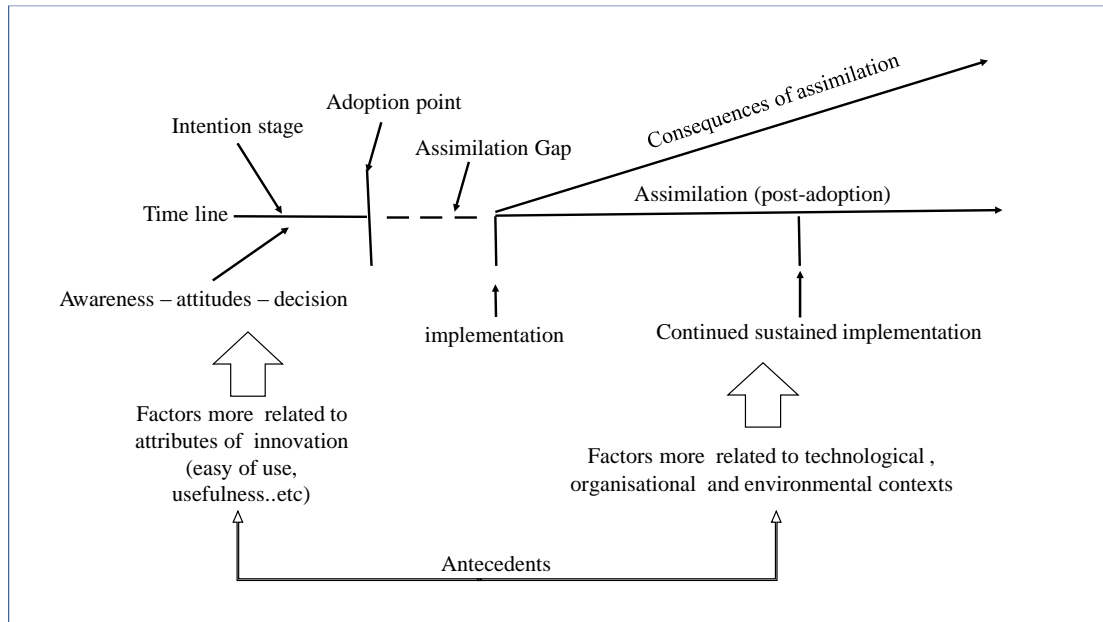 Adoption point
Intention stage
Assimilation Gap
Consequences of assimilation
Time line
Assimilation (post-adoption)
Awareness – attitudes – decision
implementation
Continued sustained implementation
Factors more related to
attributes of innovation
(easy of use,
usefulness..etc)
Factors more related to technological ,
organisational and environmental contexts
Antecedents